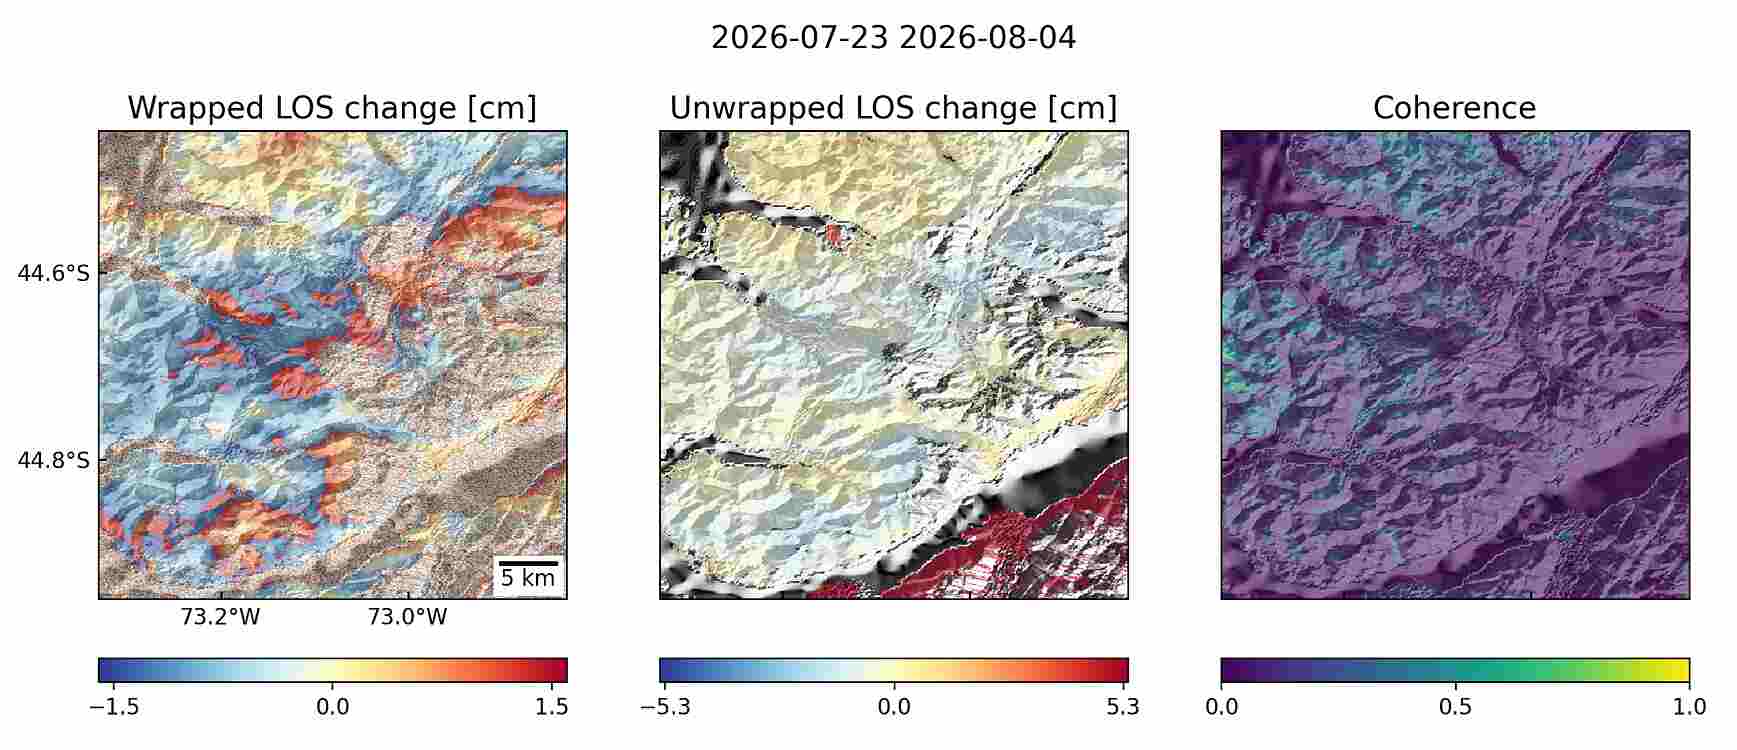 2026-07-23 2026-08-04
Wrapped LOS change [cm]
Unwrapped LOS change [cm]
Coherence
44.6°S
44.8°S
5 km
73.2°W
73.0°W
−1.5
0.0
1.5
−5.3
0.0
5.3
0.0
0.5
1.0